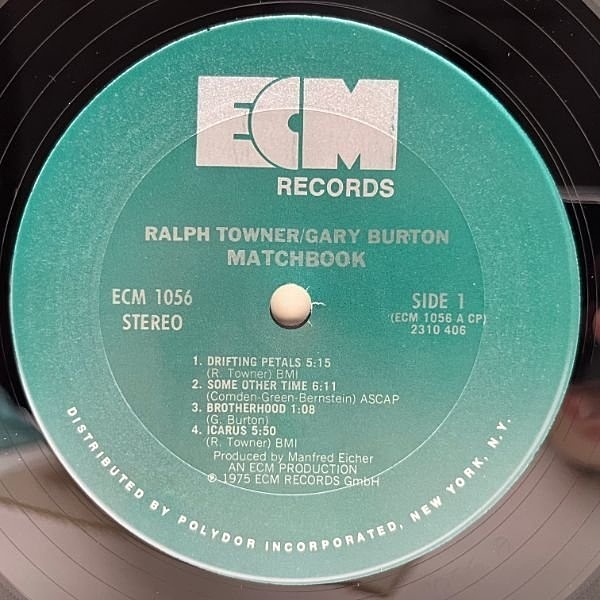 ECM
RECORDS
RALPH TOWNER/GARY BURTON
MATCHBOOK
ECM 1056
STEREO
SIDE 1
(ECM 1056 A CP)
2310 406
1. DRIFTING PETALS 5:15
(R. Towner) BMI
2. SOME OTHER TIME 6:11
(Comden-Green-Bernstein) ASCAP
3. BROTHERHOOD 1:08
(G. Burton)
4. ICARUS 5:50
(R. Towner) BMI
Produced by Manfred Eicher
AN ECM PRODUCTION
℗ 1975 ECM RECORDS GmbH
DISTRIBUTED BY POLYDOR INCORPORATED, NEW YORK, N.Y.